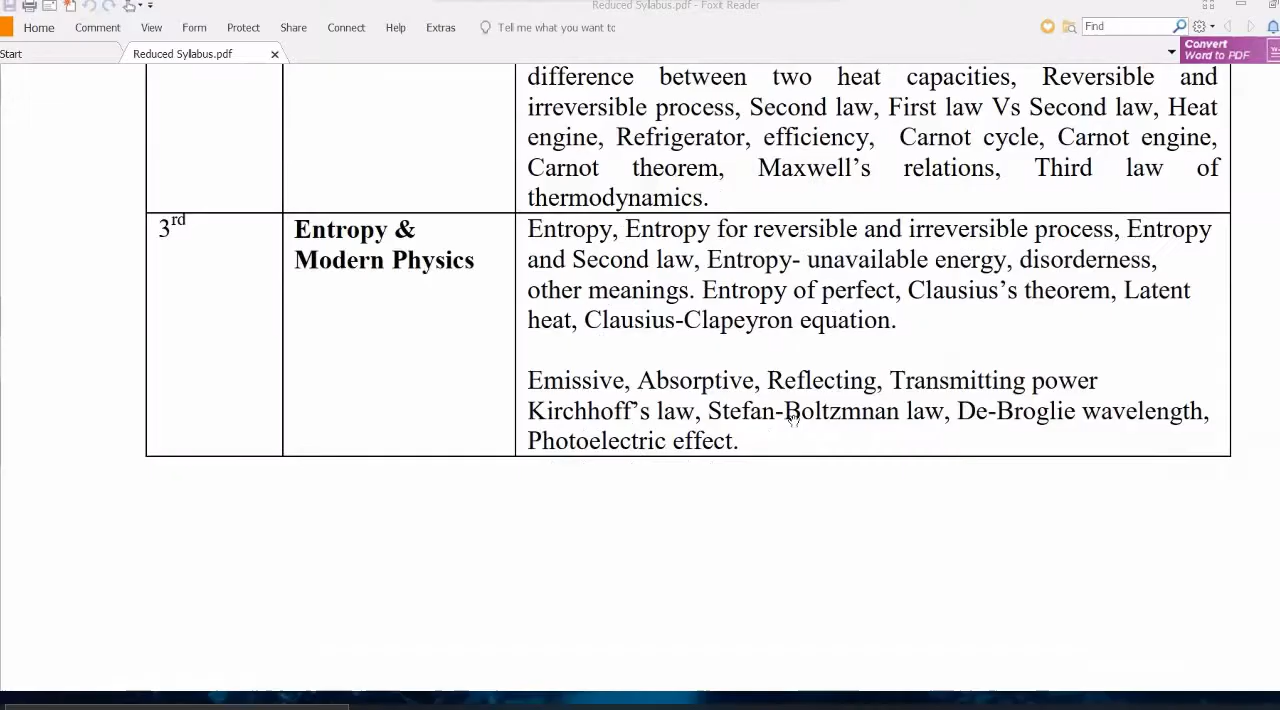 Reduced Sylabus.pdf - Foxit Reader
Home Comment View Form Protect Share Connect Help Extras Tell me what you want to Find
Start Reduced Sylabus.pdf
Convert
Word to PDF
difference between two heat capacities, Reversible and
irreversible process, Second law, First law Vs Second law, Heat
engine, Refrigerator, efficiency, Carnot cycle, Carnot engine,
Carnot theorem, Maxwell's relations, Third law of
thermodynamics.
3rd
Entropy &
Modern Physics
Entropy, Entropy for reversible and irreversible process, Entropy
and Second law, Entropy- unavailable energy, disorderness,
other meanings. Entropy of perfect, Clausius's theorem, Latent
heat, Clausius-Clapeyron equation.
Emissive, Absorptive, Reflecting, Transmitting power
Kirchhoff's law, Stefan-Boltzmnan law, De-Broglie wavelength,
Photoelectric effect.